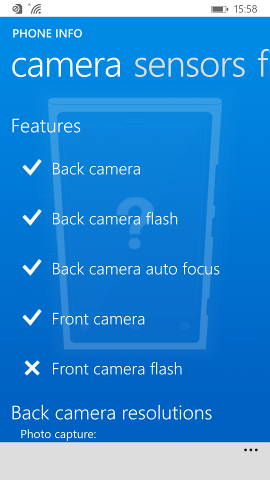 15:58
PHONE INFO
camera sensors f
Features
Back camera
Back camera flash
?
Back camera auto focus
Front camera
Front camera flash
Back camera resolutions
Photo capture: